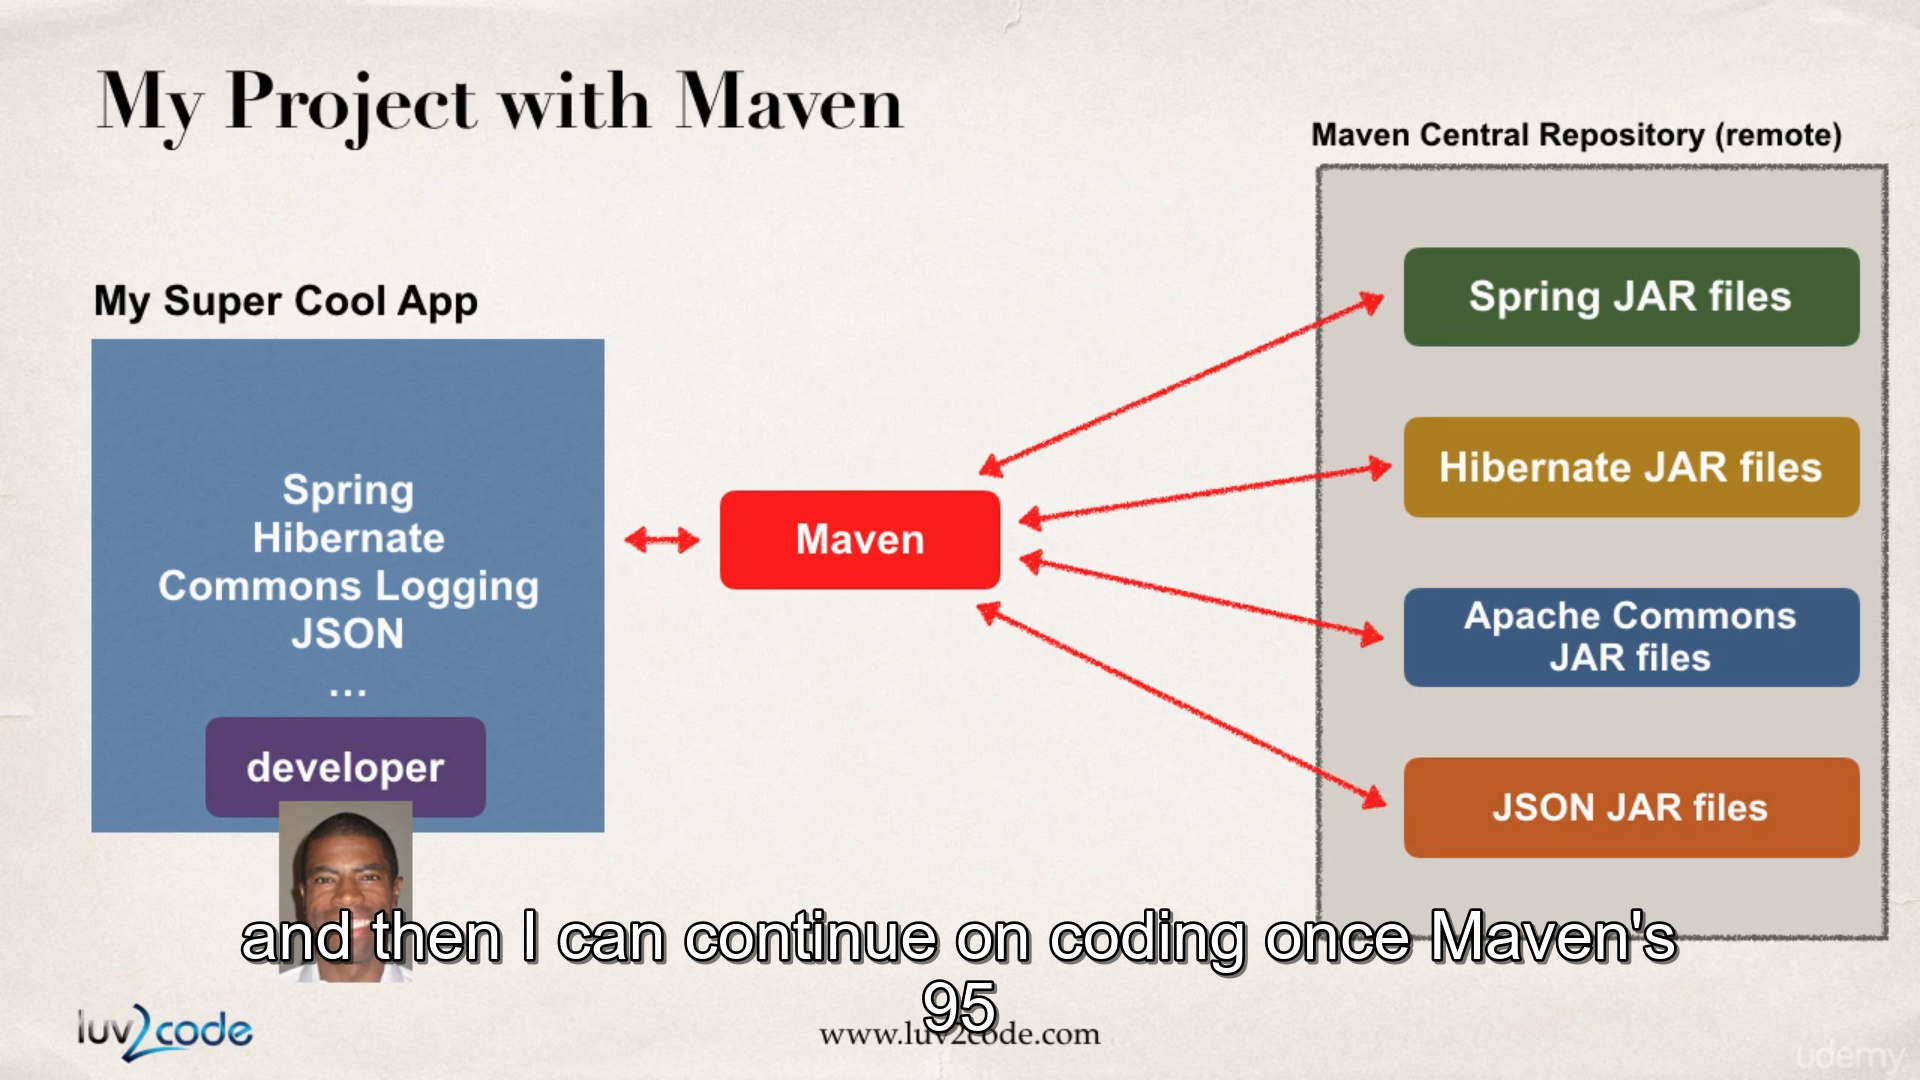 My Project with Maven
Maven Central Repository (remote)
My Super Cool App
Spring
Hibernate
Commons Logging
JSON
...
developer
Maven
Spring JAR files
Hibernate JAR files
Apache Commons
JAR files
JSON JAR files
and then I can continue on coding once Maven's
95
luv2code
www.luv2code.com
udemy